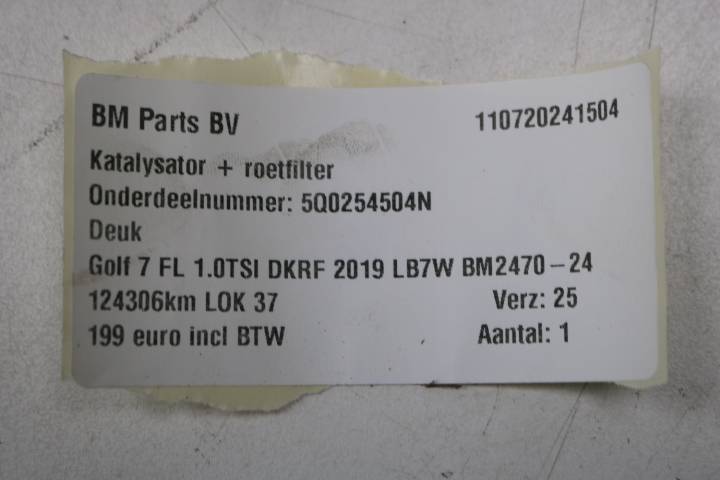 BM Parts BV 110720241504
Katalysator + roetfilter
Onderdeelnummer: 5Q0254504N
Deuk
Golf 7 FL 1.0TSI DKRF 2019 LB7W BM2470-24
124306km LOK 37 Verz: 25
199 euro incl BTW Aantal: 1